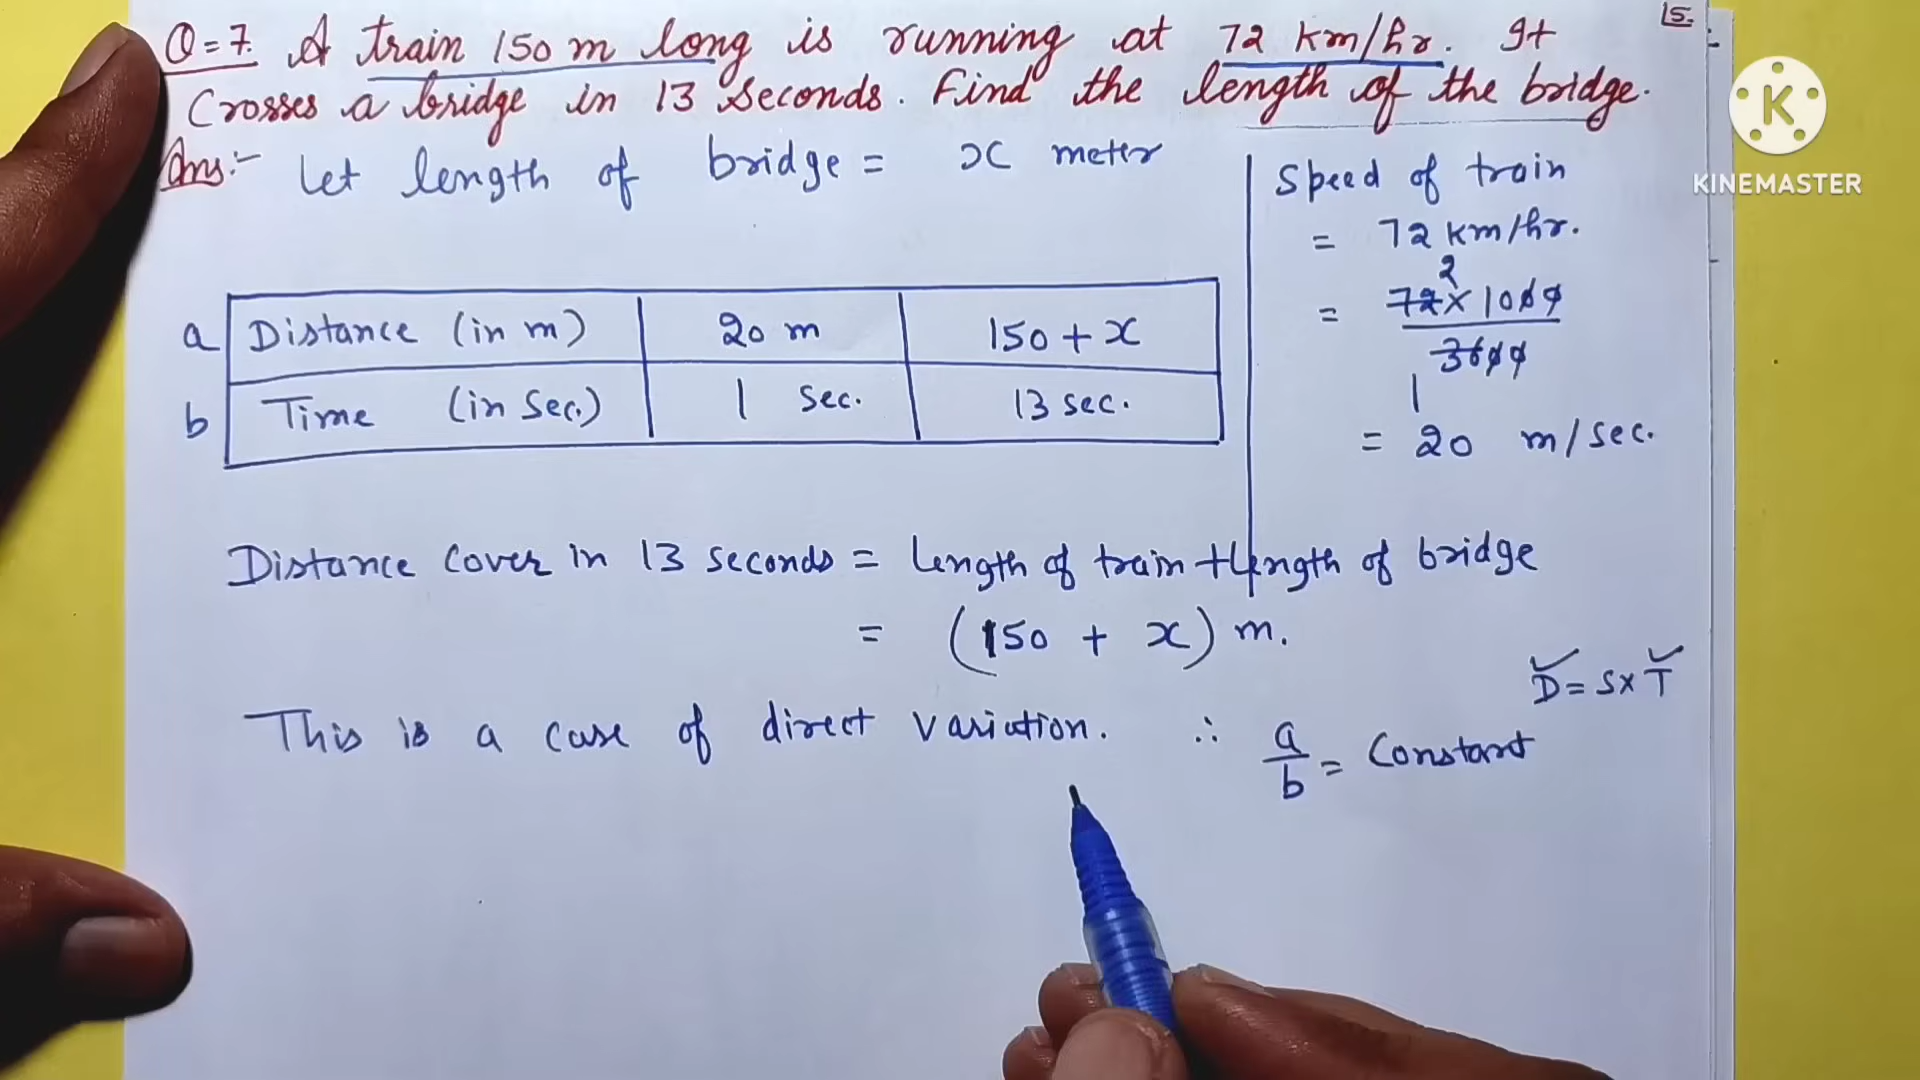 15.
Q=7. A train 150 m long is running at 72 km/hr. It
Crosses a bridge in 13 seconds. Find the length of the bridge.
Ans:- Let length of bridge = x meter
a Distance (in m) 20 m 150 + x
b Time (in Sec.) 1 Sec. 13 sec.
Speed of train
= 72 km/hr.
2
= 72 x 1000
3600
1
= 20 m/sec.
Distance cover in 13 seconds = length of train + length of bridge
= (150 + x) m.
D = S x T
This is a case of direct variation. ∴ a/b = Constant
K
KINEMASTER